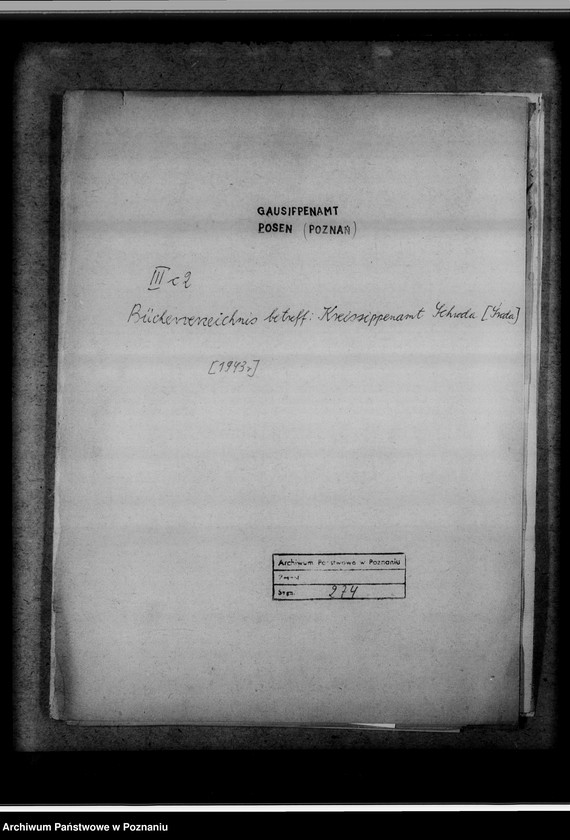 GAUSIPPENAMT
POSEN (POZNAŃ)
III c 2
Bücherverzeichnis betreff: Kreissippenamt Schroda [Środa]
[1943 r]
Archiwum Państwowe w Poznaniu
Zespół
Sygn. 274
Archiwum Państwowe w Poznaniu